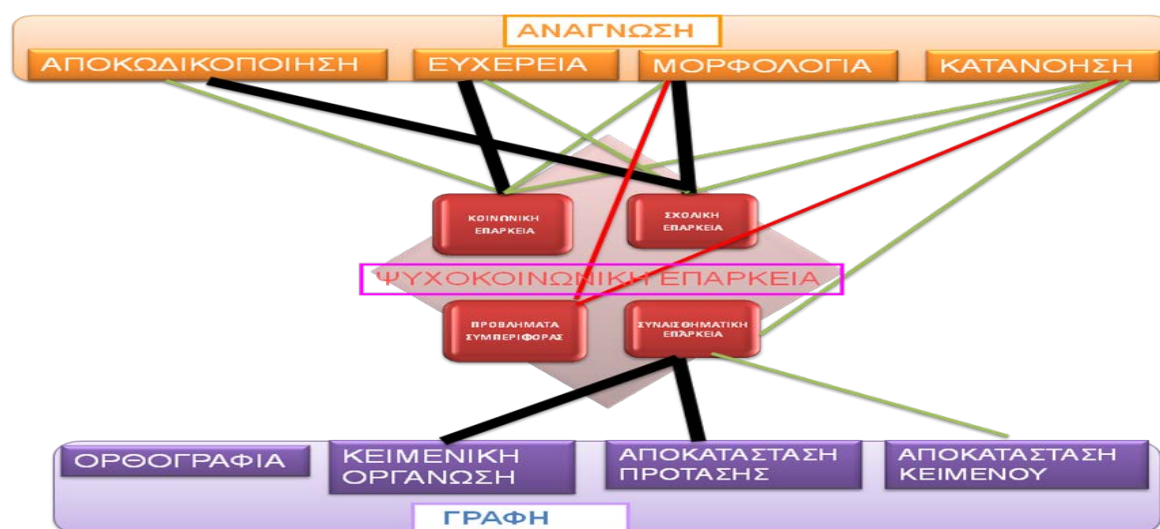 ΑΝΑΓΝΩΣΗ
ΑΠΟΚΩΔΙΚΟΠΟΙΗΣΗ
ΕΥΧΕΡΕΙΑ
ΜΟΡΦΟΛΟΓΙΑ
ΚΑΤΑΝΟΗΣΗ
ΚΟΙΝΩΝΙΚΗ
ΕΠΑΡΚΕΙΑ
ΣΧΟΛΙΚΗ
ΕΠΑΡΚΕΙΑ
ΨΥΧΟΚΟΙΝΩΝΙΚΗ ΕΠΑΡΚΕΙΑ
ΠΡΟΒΛΗΜΑΤΑ
ΣΥΜΠΕΡΙΦΟΡΑΣ
ΣΥΝΑΙΣΘΗΜΑΤΙΚΗ
ΕΠΑΡΚΕΙΑ
ΟΡΘΟΓΡΑΦΙΑ
ΚΕΙΜΕΝΙΚΗ
ΟΡΓΑΝΩΣΗ
ΑΠΟΚΑΤΑΣΤΑΣΗ
ΠΡΟΤΑΣΗΣ
ΑΠΟΚΑΤΑΣΤΑΣΗ
ΚΕΙΜΕΝΟΥ
ΓΡΑΦΗ